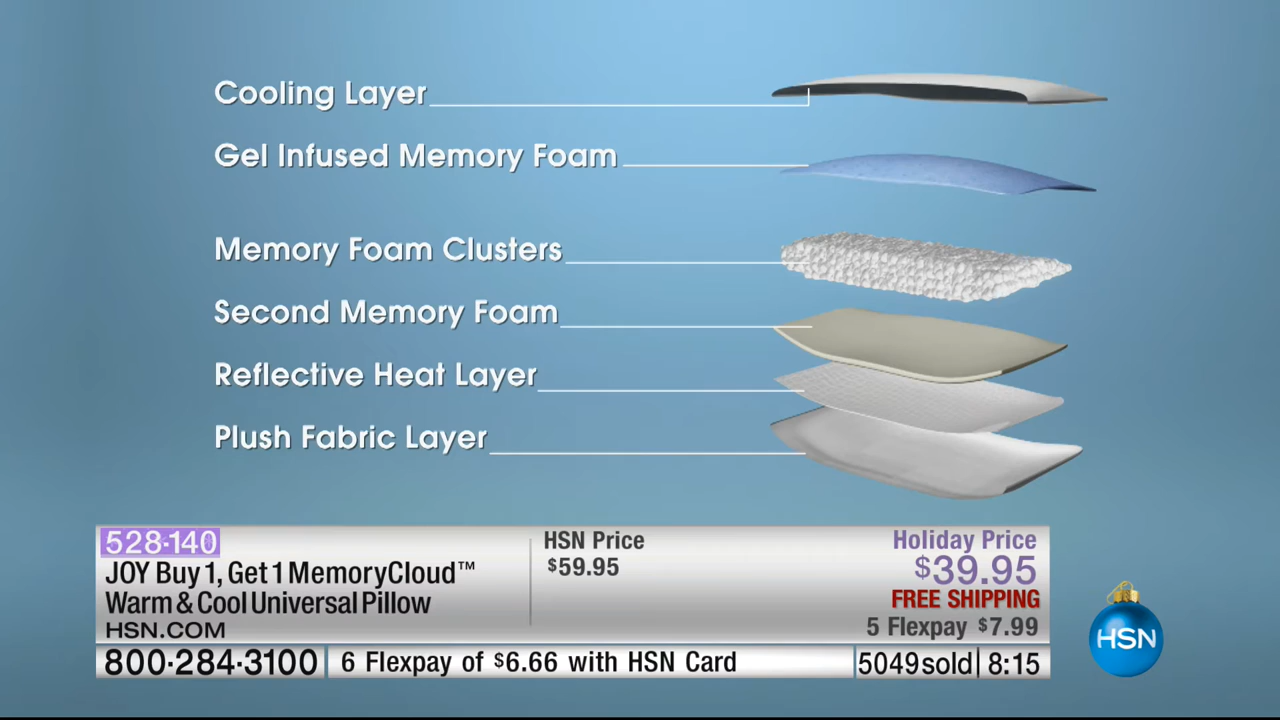 Cooling Layer
Gel Infused Memory Foam
Memory Foam Clusters
Second Memory Foam
Reflective Heat Layer
Plush Fabric Layer
528-140
JOY Buy 1, Get 1 MemoryCloud™
Warm & Cool Universal Pillow
HSN.COM
HSN Price
$59.95
Holiday Price
$39.95
FREE SHIPPING
5 Flexpay $7.99
800-284-3100
6 Flexpay of $6.66 with HSN Card
5049 sold
8:15
HSN